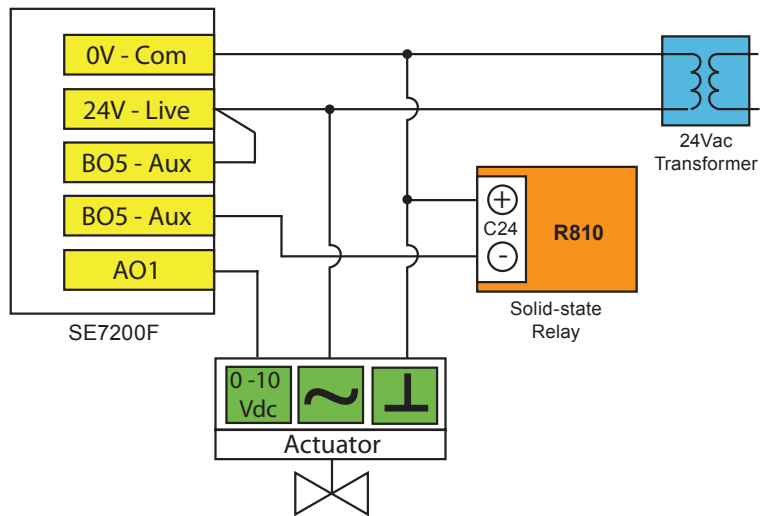 0V - Com
24V - Live
BO5 - Aux
BO5 - Aux
AO1
SE7200F
24Vac
Transformer
+
C24
-
R810
Solid-state
Relay
0 -10
Vdc
~
Actuator